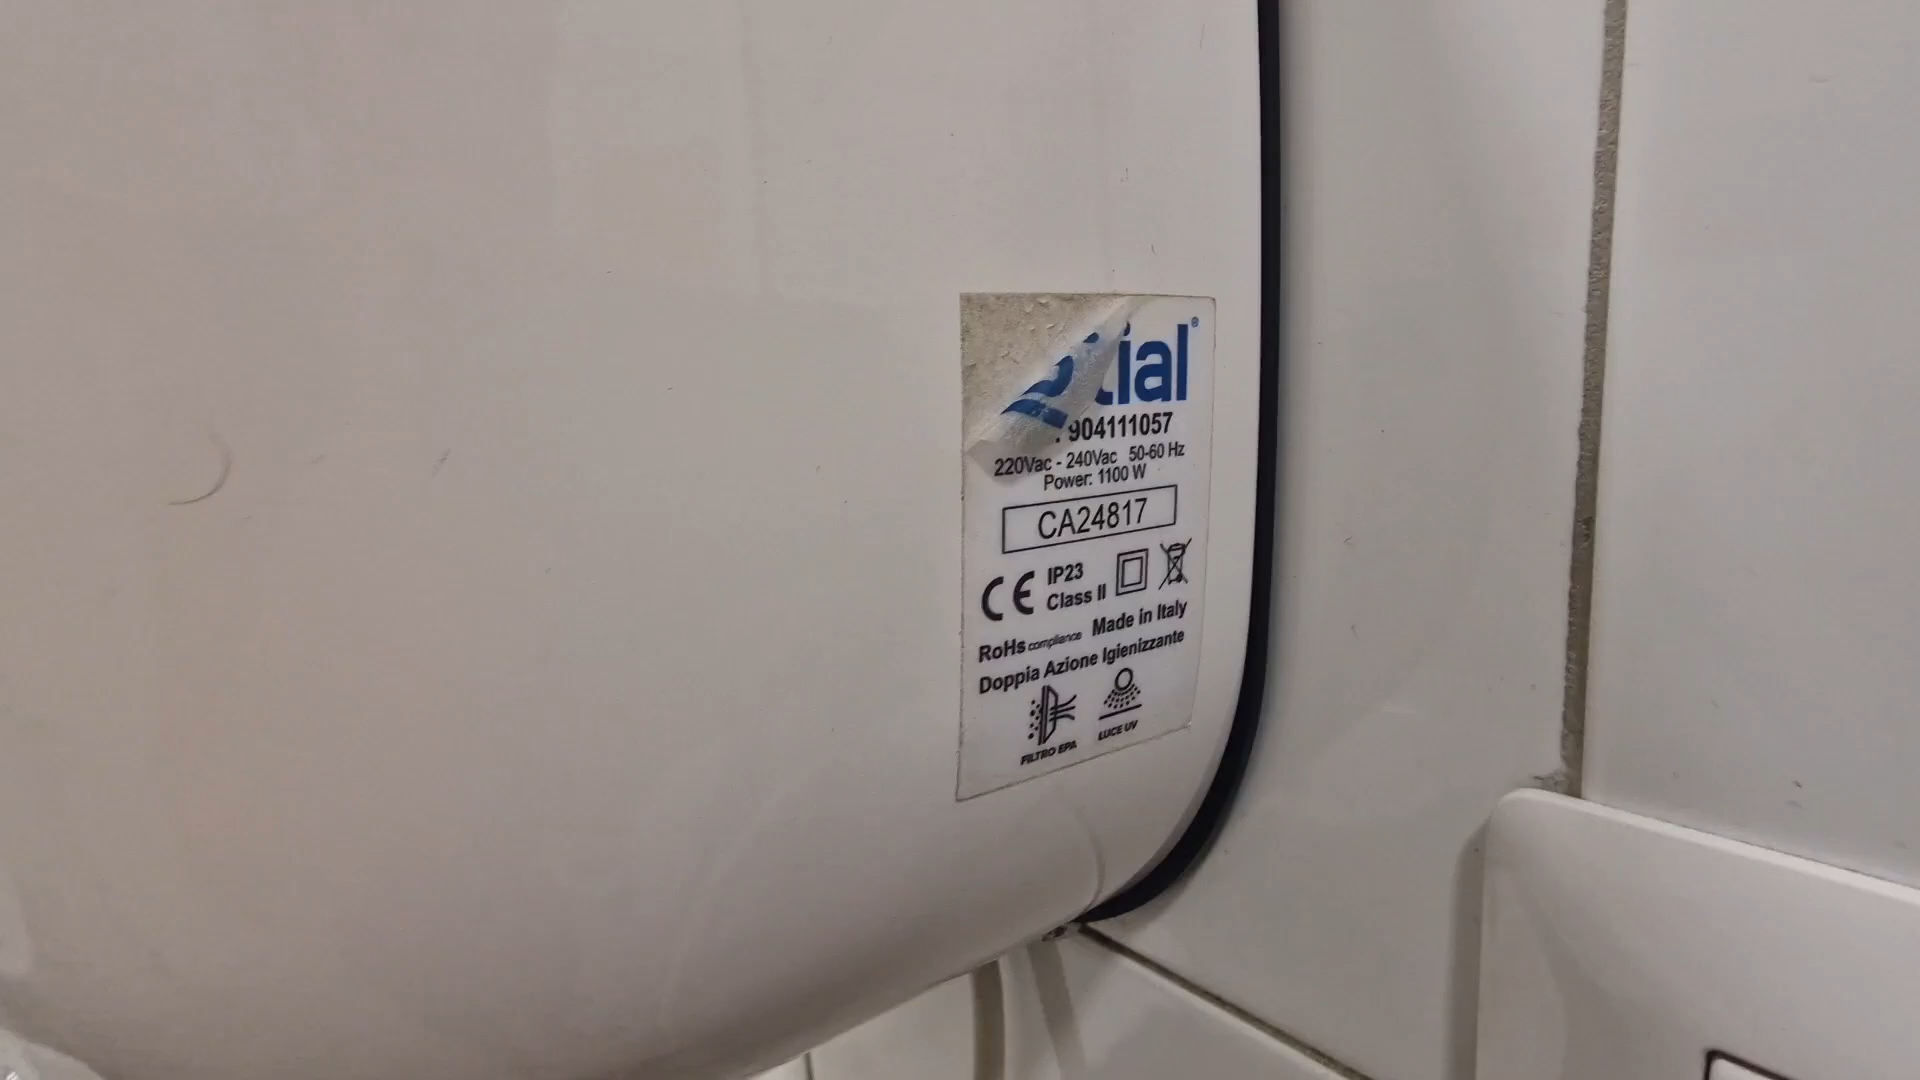 tial®
904111057
220Vac - 240Vac 50-60 Hz
Power: 1100 W
CA24817
CE IP23
Class II
RoHs compliance Made in Italy
Doppia Azione Igienizzante
FILTRO EPA LUCE UV